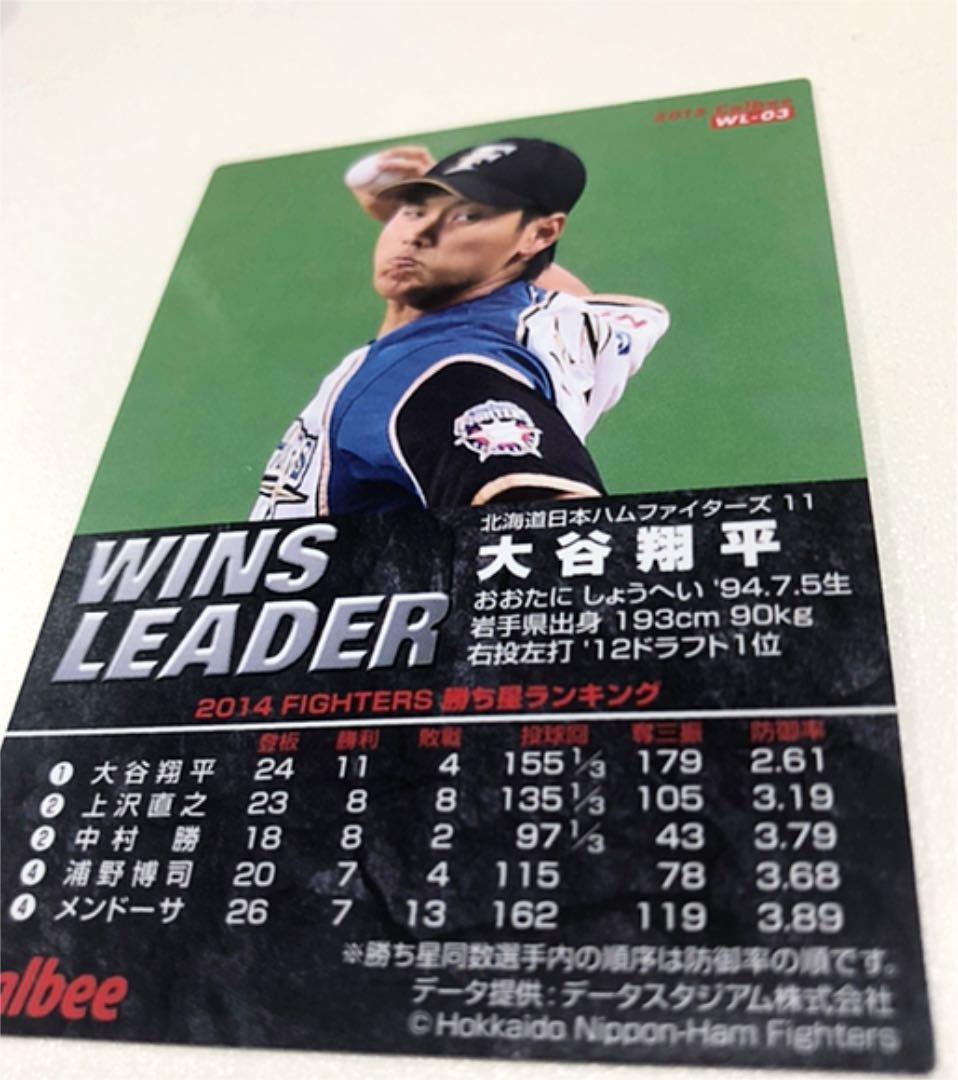 2015 Calbee
WL-03
F
FIGHTERS
WINS
LEADER
北海道日本ハムファイターズ 11
大谷翔平
おおたに しょうへい '94.7.5生
岩手県出身 193cm 90kg
右投左打 '12ドラフト1位
2014 FIGHTERS 勝ち星ランキング
登板 勝利 敗戦 投球回 奪三振 防御率
❶ 大谷翔平 24 11 4 155 1/3 179 2.61
❷ 上沢直之 23 8 8 135 1/3 105 3.19
❷ 中村 勝 18 8 2 97 1/3 43 3.79
❹ 浦野博司 20 7 4 115 78 3.68
❹ メンドーサ 26 7 13 162 119 3.89
※勝ち星同数選手内の順序は防御率の順です。
データ提供:データスタジアム株式会社
©Hokkaido Nippon-Ham Fighters
albee